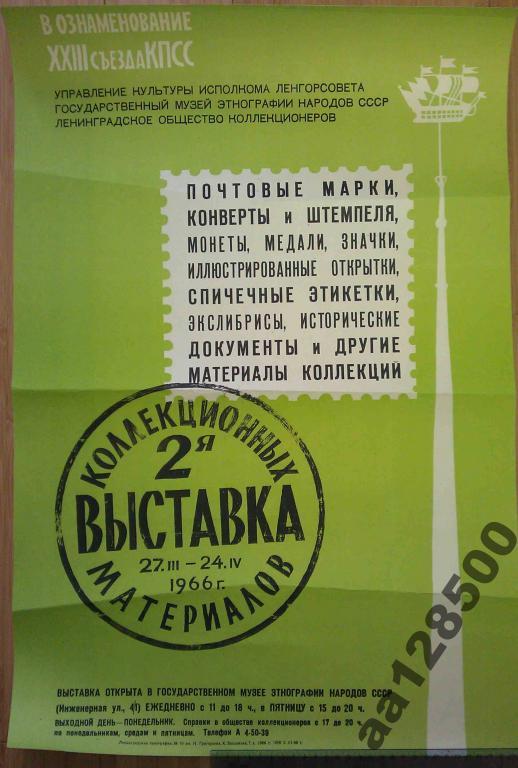 В ОЗНАМЕНОВАНИЕ
XXIII СЪЕЗДА КПСС
УПРАВЛЕНИЕ КУЛЬТУРЫ ИСПОЛКОМА ЛЕНГОРСОВЕТА
ГОСУДАРСТВЕННЫЙ МУЗЕЙ ЭТНОГРАФИИ НАРОДОВ СССР
ЛЕНИНГРАДСКОЕ ОБЩЕСТВО КОЛЛЕКЦИОНЕРОВ
ПОЧТОВЫЕ МАРКИ,
КОНВЕРТЫ и ШТЕМПЕЛЯ,
МОНЕТЫ, МЕДАЛИ, ЗНАЧКИ,
ИЛЛЮСТРИРОВАННЫЕ ОТКРЫТКИ,
СПИЧЕЧНЫЕ ЭТИКЕТКИ,
ЭКСЛИБРИСЫ, ИСТОРИЧЕСКИЕ
ДОКУМЕНТЫ и ДРУГИЕ
МАТЕРИАЛЫ КОЛЛЕКЦИЙ
КОЛЛЕКЦИОННЫХ
2Я
ВЫСТАВКА
27.III – 24.IV
1966 г.
МАТЕРИАЛОВ
ВЫСТАВКА ОТКРЫТА В ГОСУДАРСТВЕННОМ МУЗЕЕ ЭТНОГРАФИИ НАРОДОВ СССР
(Инженерная ул., 41) ЕЖЕДНЕВНО с 11 до 18 ч., в ПЯТНИЦУ с 15 до 20 ч.
ВЫХОДНОЙ ДЕНЬ—ПОНЕДЕЛЬНИК. Справки в обществе коллекционеров с 17 до 20 ч.
по понедельникам, средам и пятницам. Телефон А 4-50-39
aa128500